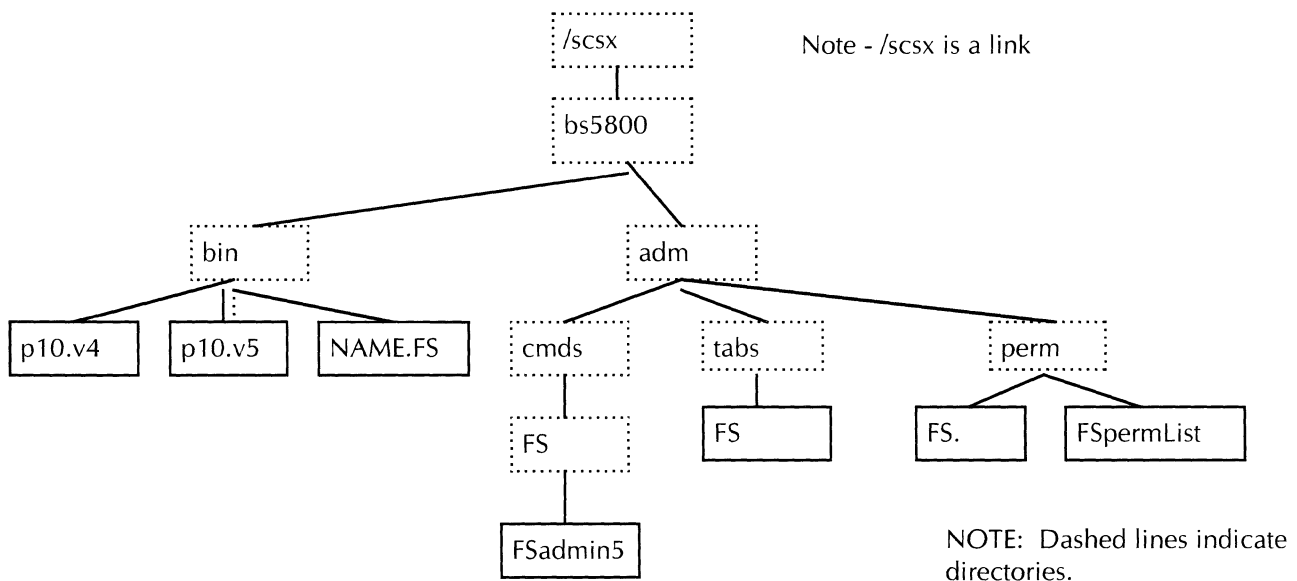 /scsx
Note - /scsx is a link
bs5800
bin
adm
p10.v4
p10.v5
NAME.FS
cmds
tabs
perm
FS
FS
FS.
FSpermList
FSadmin5
NOTE: Dashed lines indicate
directories.